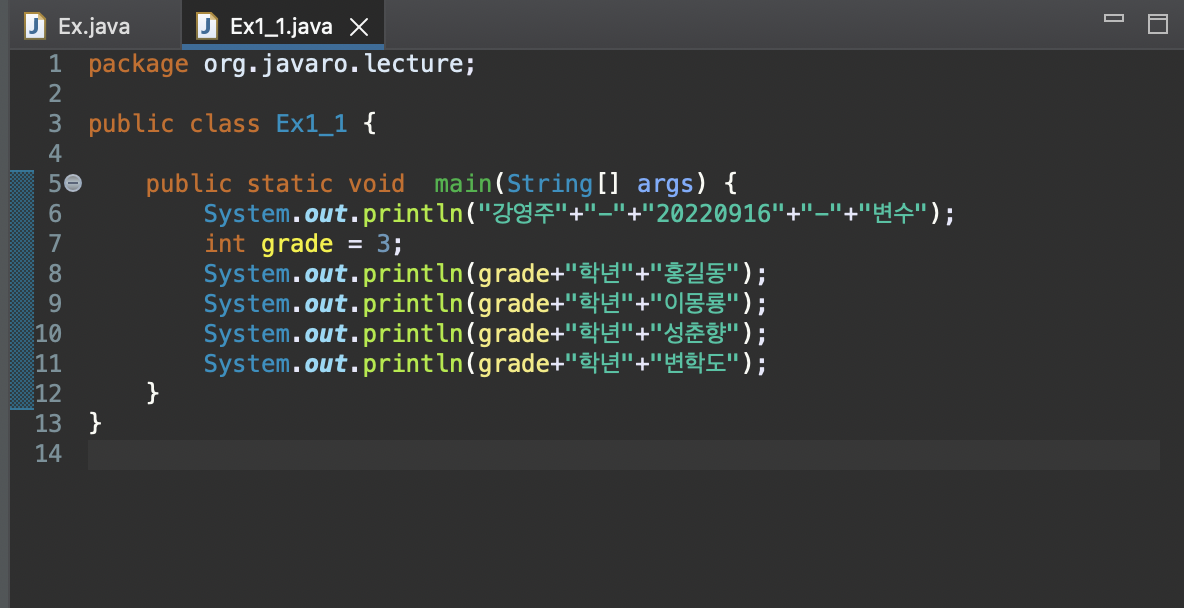 Ex.java Ex1_1.java
1 package org.javaro.lecture;
2
3 public class Ex1_1 {
4
5 public static void  main(String[] args) {
6 System.out.println("강영주"+"-"+"20220916"+"-"+"변수");
7 int grade = 3;
8 System.out.println(grade+"학년"+"홍길동");
9 System.out.println(grade+"학년"+"이몽룡");
10 System.out.println(grade+"학년"+"성춘향");
11 System.out.println(grade+"학년"+"변학도");
12 }
13 }
14